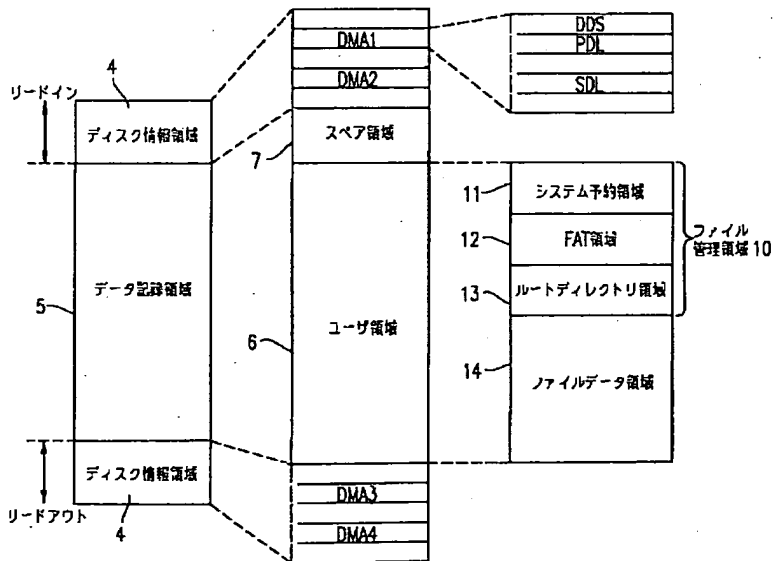 リードイン
4
ディスク情報領域
5
データ記録領域
ディスク情報領域
4
リードアウト
DMA1
DMA2
スペア領域
7
ユーザ領域
6
DMA3
DMA4
DDS
PDL
SDL
11
システム予約領域
12
FAT領域
13
ルートディレクトリ領域
ファイル
管理領域10
14
ファイルデータ領域